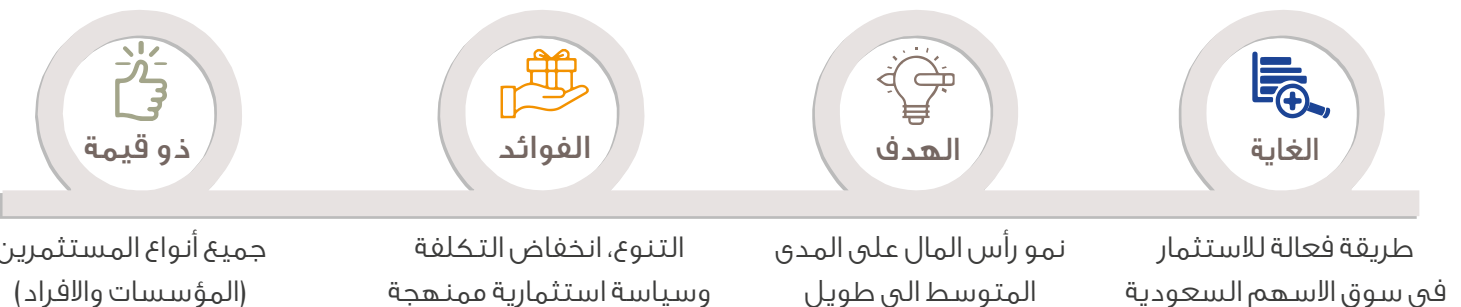 الغاية
طريقة فعالة للاستثمار
في سوق الاسهم السعودية
الهدف
نمو رأس المال على المدى
المتوسط الى طويل
الفوائد
التنوع، انخفاض التكلفة
وسياسة استثمارية ممنهجة
ذو قيمة
جميع أنواع المستثمرين
(المؤسسات والافراد)